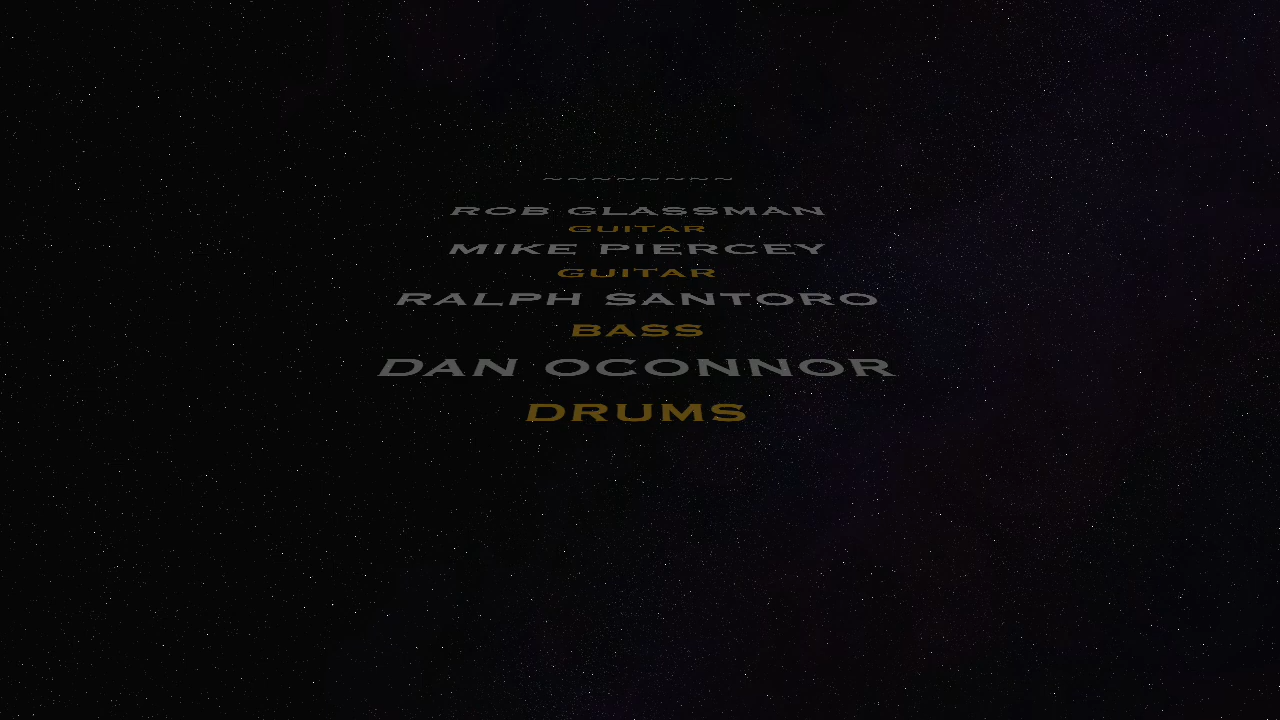 ~~~~~~~~
ROB GLASSMAN
GUITAR
MIKE PIERCEY
GUITAR
RALPH SANTORO
BASS
DAN OCONNOR
DRUMS